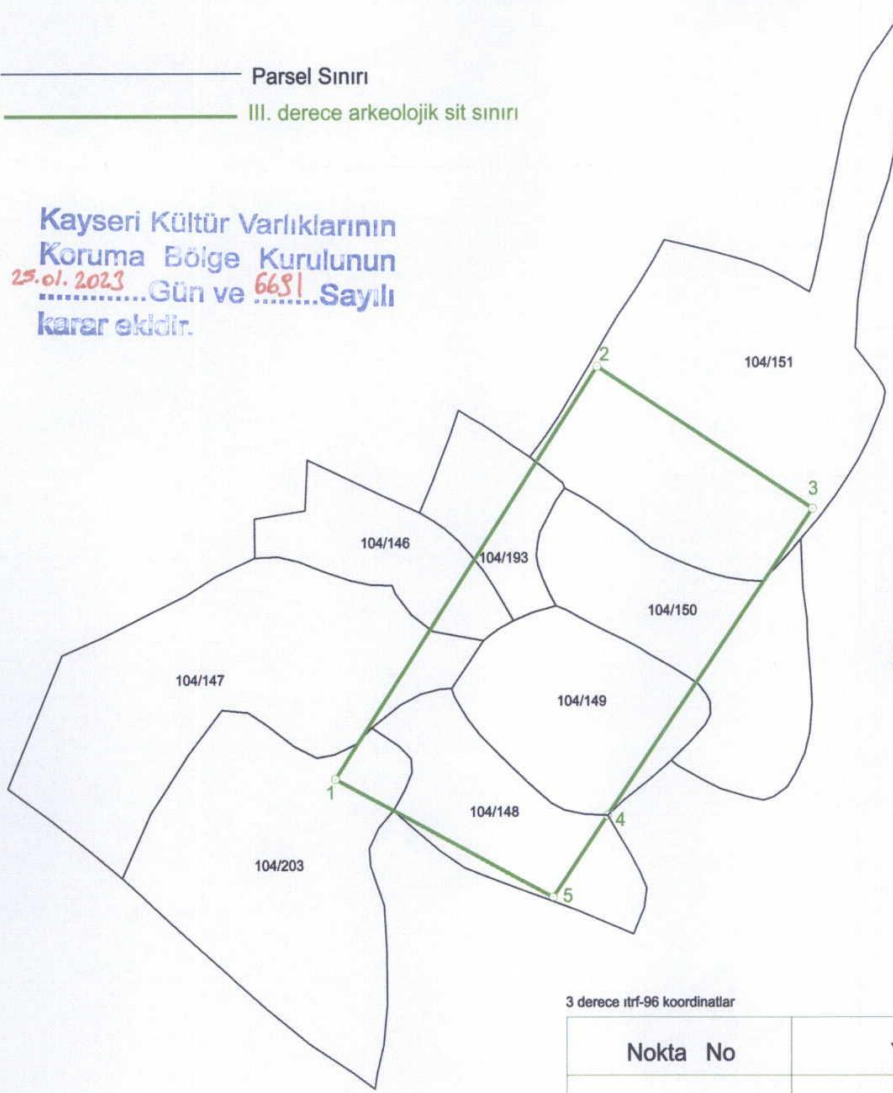 Parsel Sınırı
III. derece arkeolojik sit sınırı
Kayseri Kültür Varlıklarının
Koruma Bölge Kurulunun
25.01.2023 Gün ve 6691 Sayılı
karar ekidir.
2
104/151
3
104/146
104/193
104/150
104/147
104/149
1
104/148
4
104/203
5
3 derece ıtrf-96 koordinatlar
Nokta No